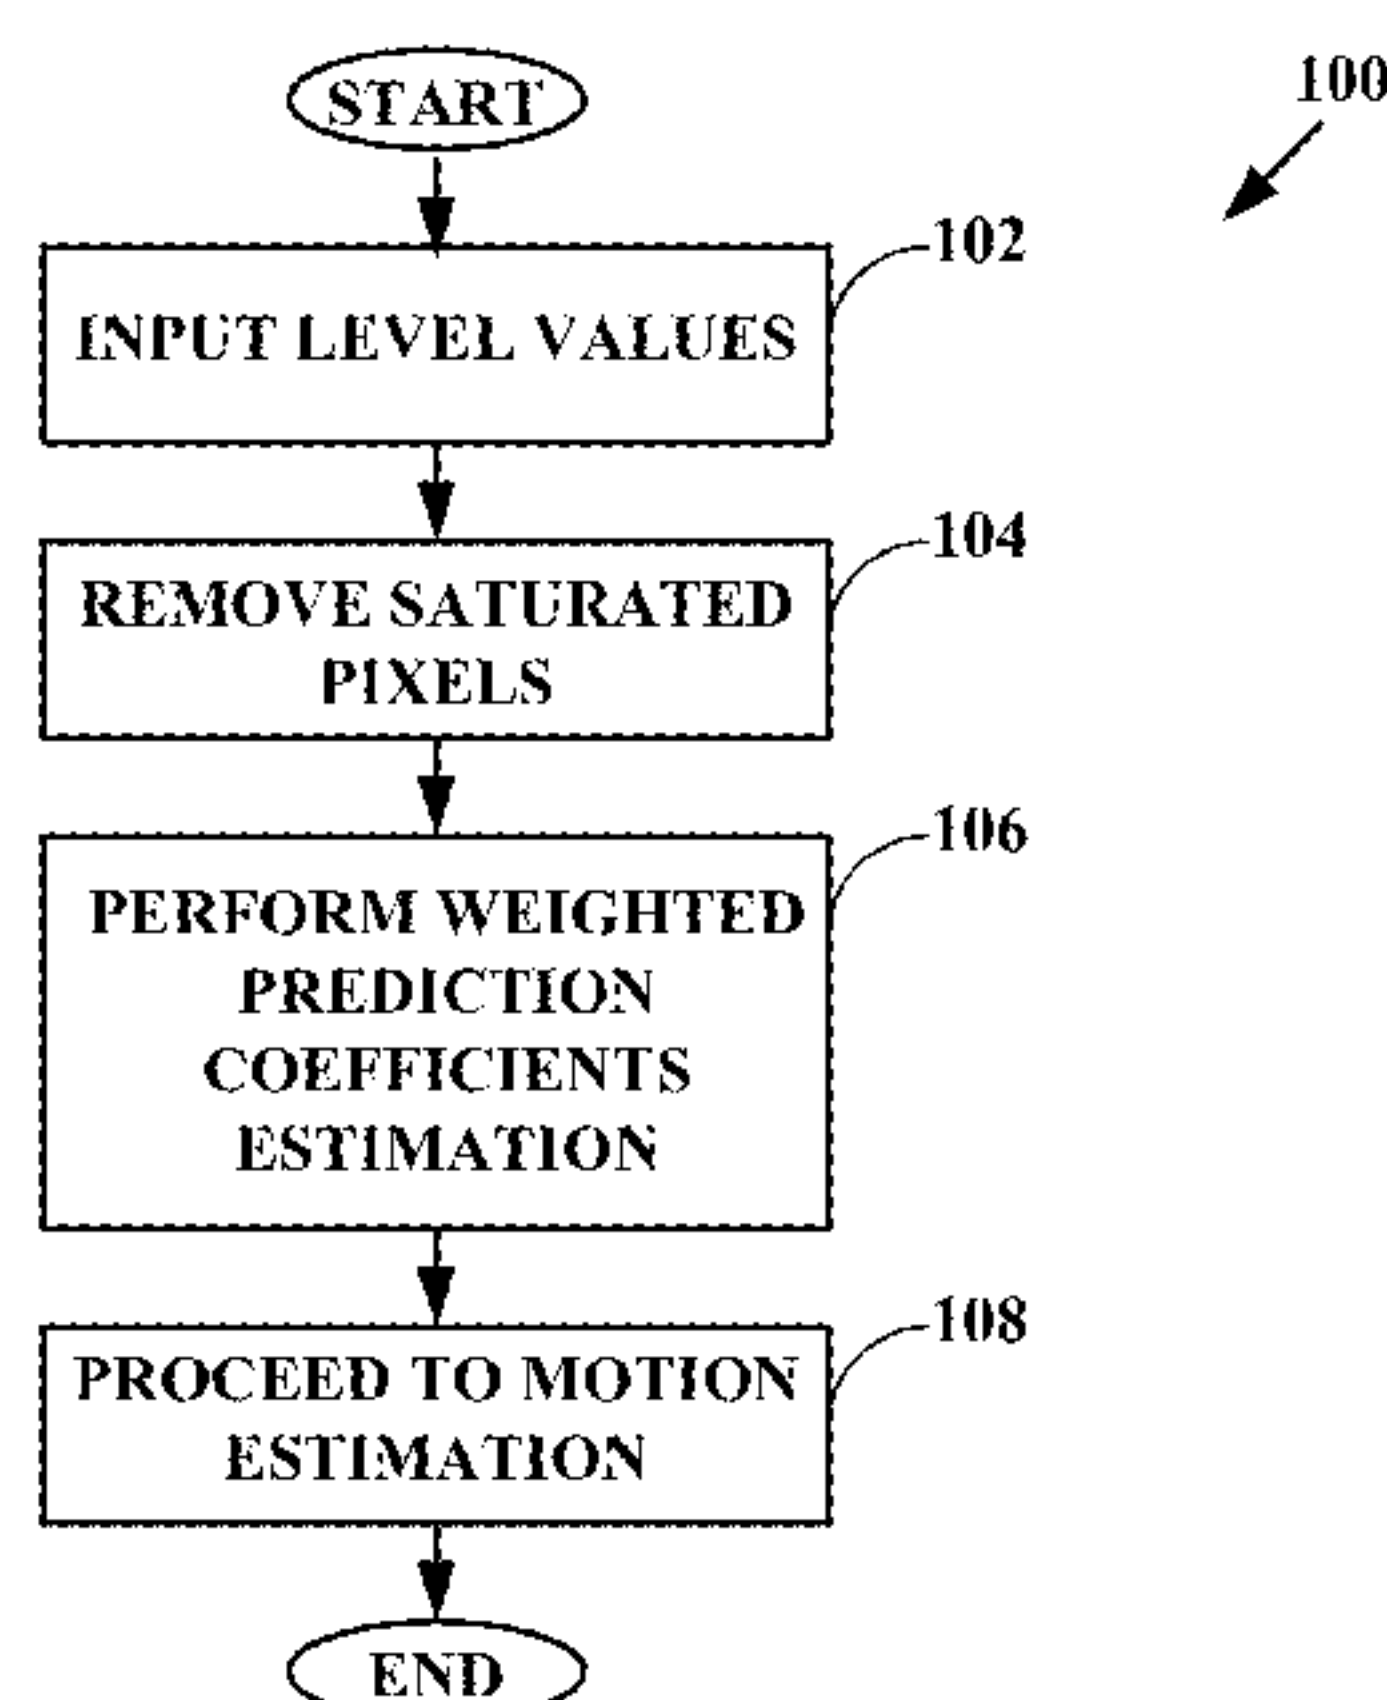 START
100
102
INPUT LEVEL VALUES
104
REMOVE SATURATED
PIXELS
106
PERFORM WEIGHTED
PREDICTION
COEFFICIENTS
ESTIMATION
108
PROCEED TO MOTION
ESTIMATION
END